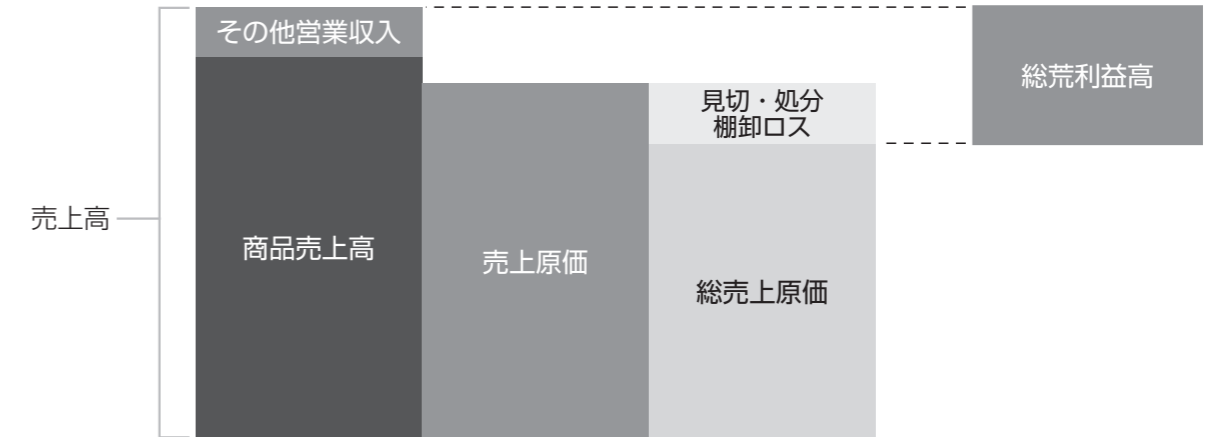 その他営業収入
総荒利益高
見切・処分
棚卸ロス
売上高
商品売上高
売上原価
総売上原価